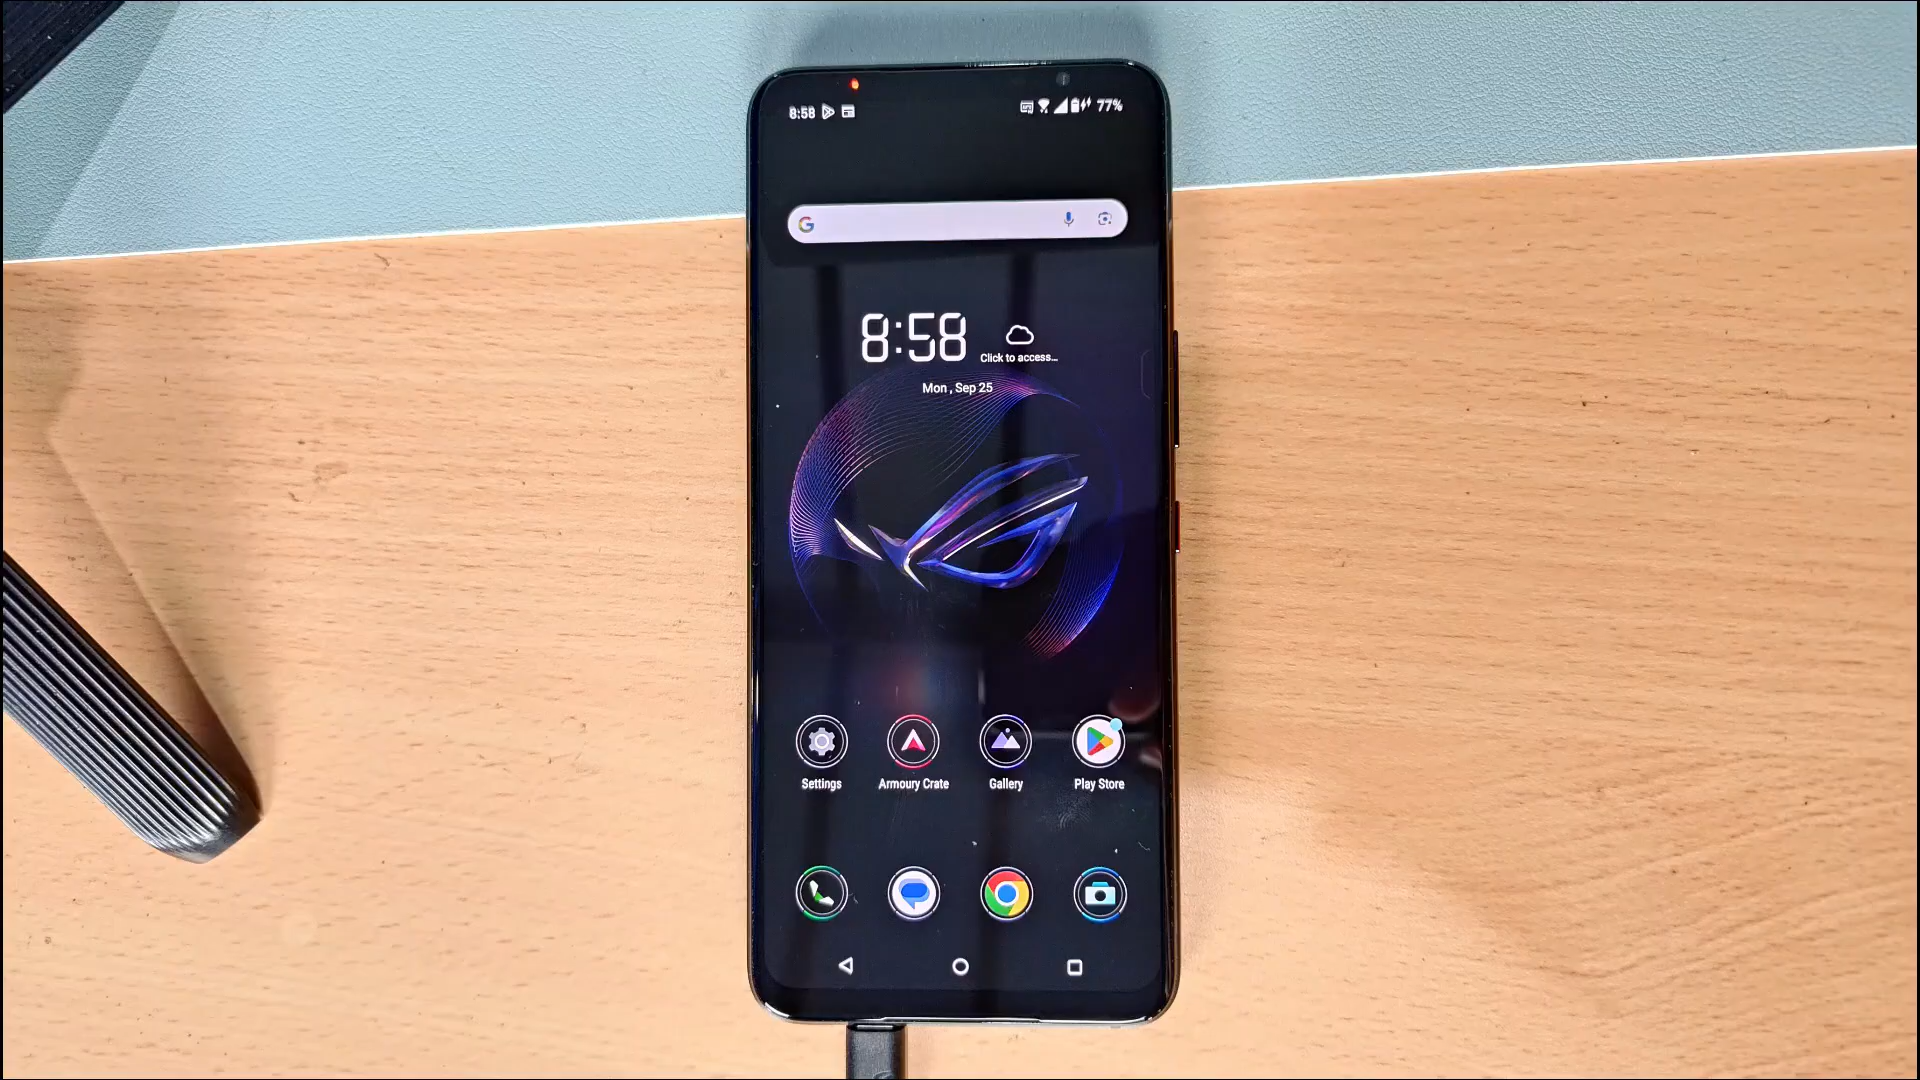 8:58 77%
8:58
Click to access...
Mon, Sep 25
Settings Armoury Crate Gallery Play Store